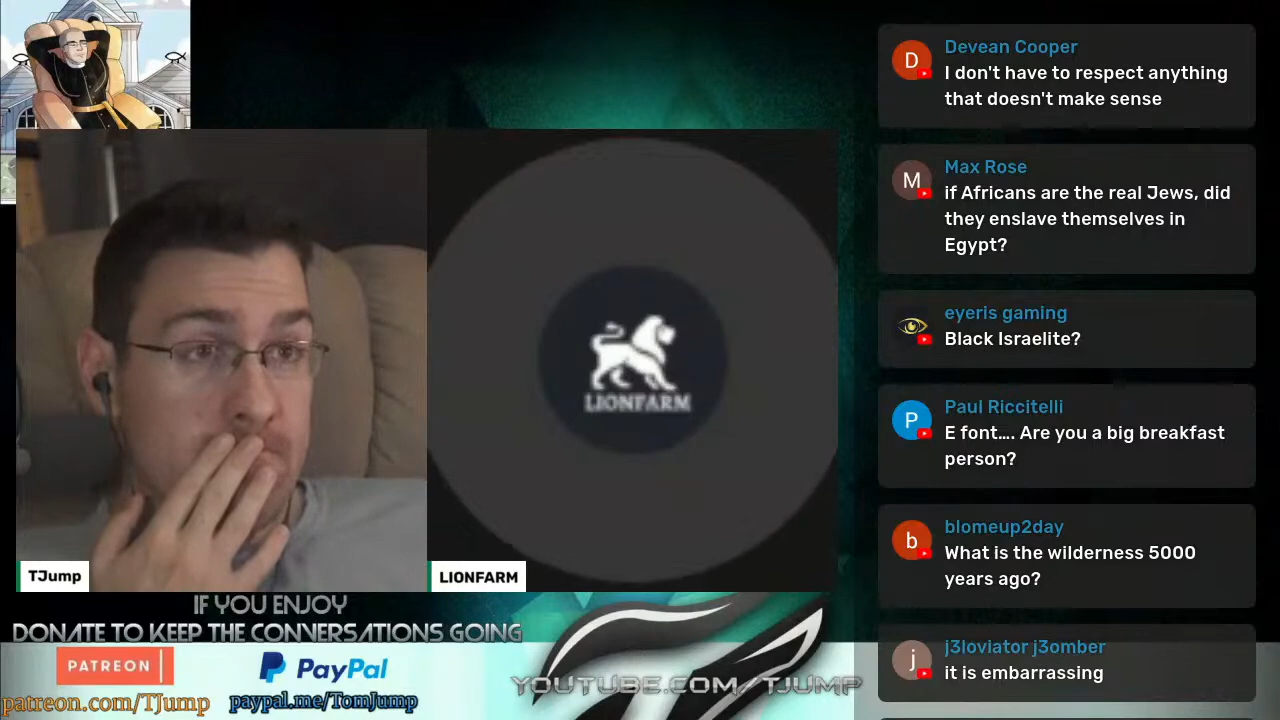 Devean Cooper
I don't have to respect anything
that doesn't make sense
Max Rose
if Africans are the real Jews, did
they enslave themselves in
Egypt?
eyeris gaming
Black Israelite?
Paul Riccitelli
E font.... Are you a big breakfast
person?
blomeup2day
What is the wilderness 5000
years ago?
j3loviator j3omber
it is embarrassing
D
M
P
b
j
LIONFARM
TJump
LIONFARM
IF YOU ENJOY
DONATE TO KEEP THE CONVERSATIONS GOING
PATREON
PayPal
patreon.com/TJump
paypal.me/TomJump
YOUTUBE.COM/TJUMP